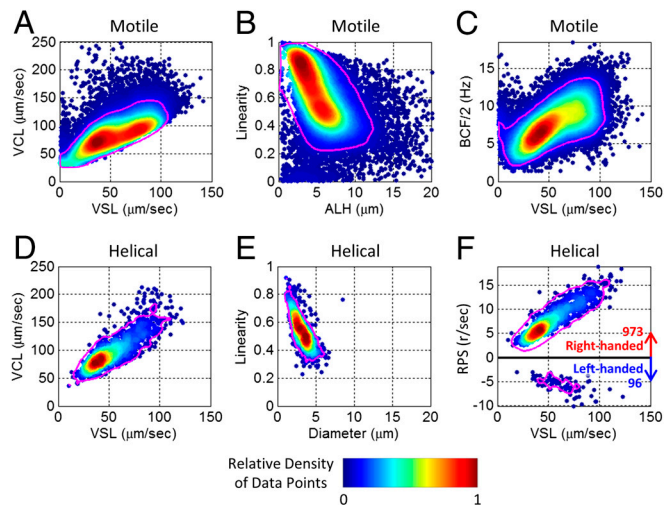 A
Motile
VCL (μm/sec)
250
200
150
100
50
0
0 50 100 150
VSL (μm/sec)
B
Motile
Linearity
1
0.8
0.6
0.4
0.2
0
0 5 10 15 20
ALH (μm)
C
Motile
BCF/2 (Hz)
20
15
10
5
0
0 50 100 150
VSL (μm/sec)
D
Helical
VCL (μm/sec)
250
200
150
100
50
0
0 50 100 150
VSL (μm/sec)
E
Helical
Linearity
1
0.8
0.6
0.4
0.2
0
0 5 10 15 20
Diameter (μm)
F
Helical
RPS (r/sec)
15
10
5
0
-5
-10
973
Right-handed
Left-handed
96
0 50 100 150
VSL (μm/sec)
Relative Density
of Data Points
0 1